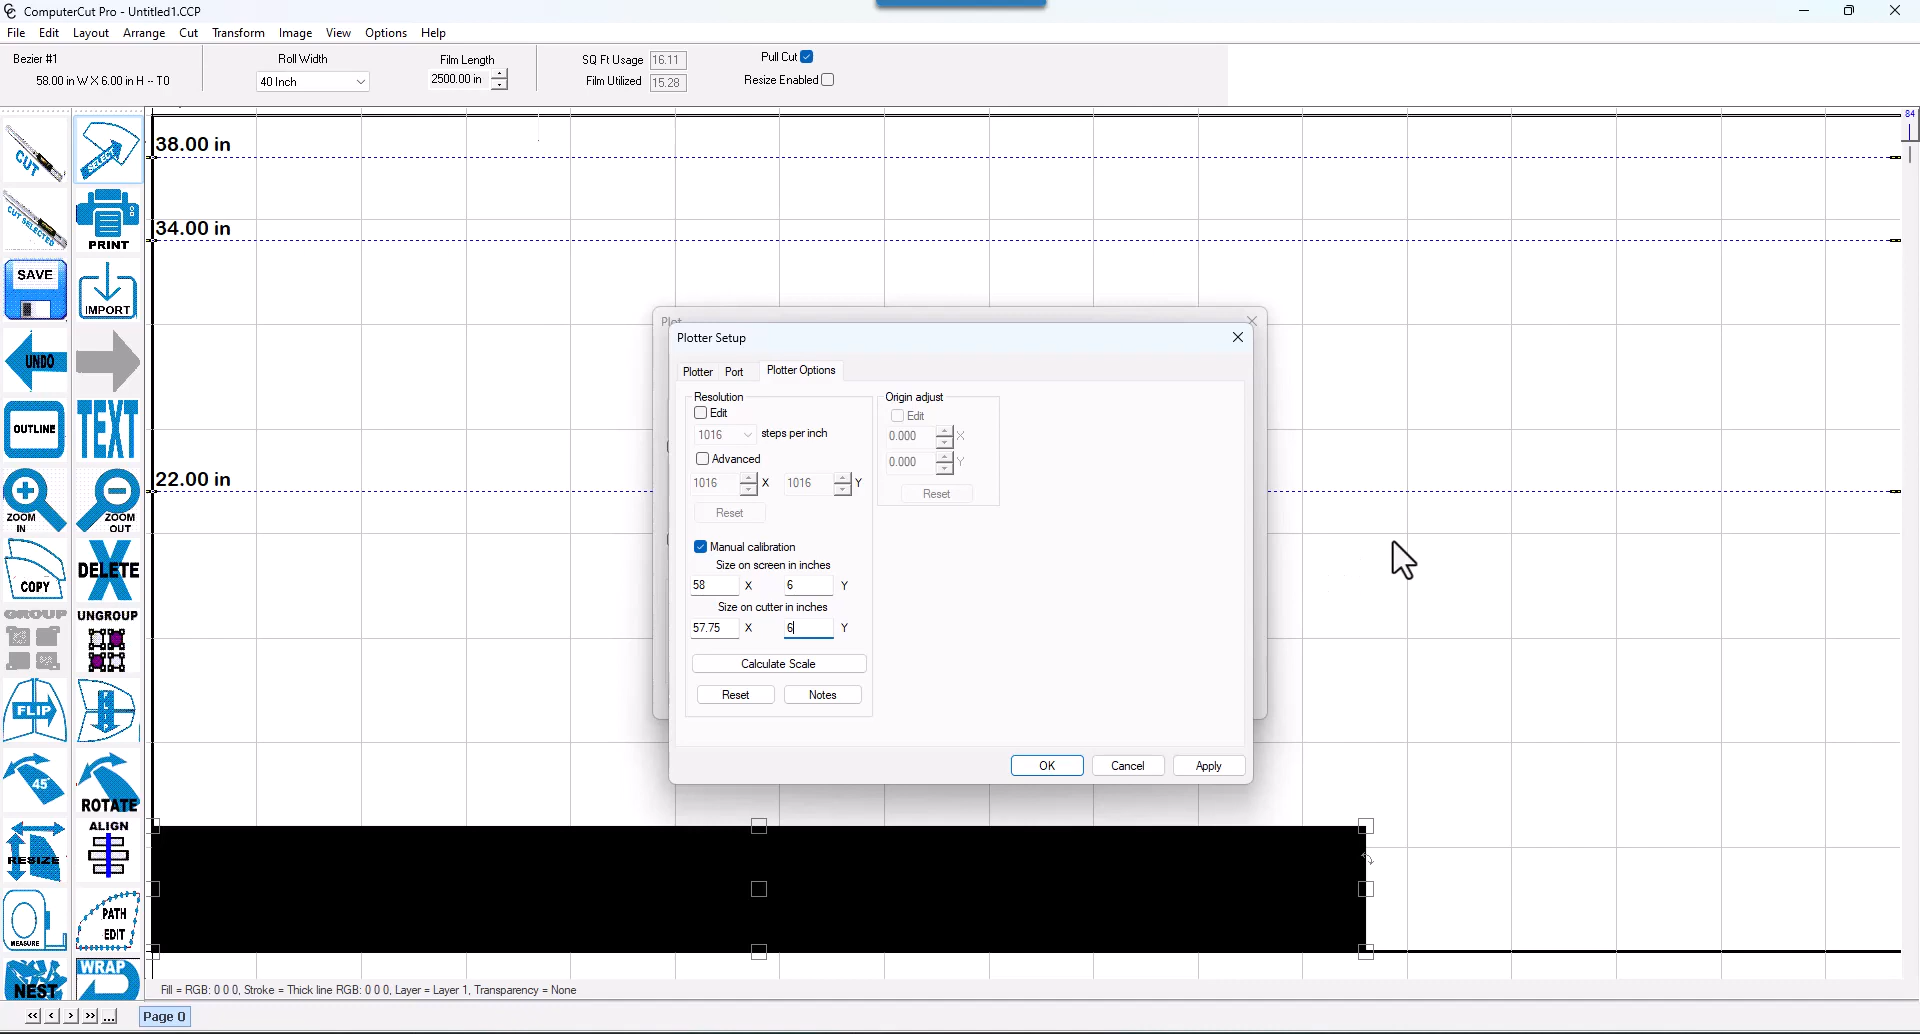 ComputerCut Pro - Untitled1.CCP
File Edit Layout Arrange Cut Transform Image View Options Help
Bezier #1
58.00 in W X 6.00 in H -- T0
Roll Width
40 Inch
Film Length
2500.00 in
SQ Ft Usage 16.11
Film Utilized 15.28
Pull Cut
Resize Enabled
CUT
SELECT
CUT SELECTED
PRINT
SAVE
IMPORT
UNDO
OUTLINE
TEXT
ZOOM IN
ZOOM OUT
COPY
DELETE
GROUP
UNGROUP
FLIP
FLIP
45°
ROTATE
RESIZE
ALIGN
MEASURE
PATH EDIT
NEST
WRAP
38.00 in
34.00 in
22.00 in
84
Plot
Plotter Setup
Plotter Port Plotter Options
Resolution
Edit
1016 steps per inch
Advanced
1016 X 1016 Y
Reset
Manual calibration
Size on screen in inches
58 X 6 Y
Size on cutter in inches
57.75 X 6 Y
Calculate Scale
Reset Notes
Origin adjust
Edit
0.000 X
0.000 Y
Reset
OK Cancel Apply
Fill = RGB: 0 0 0, Stroke = Thick line RGB: 0 0 0, Layer = Layer 1, Transparency = None
<< < > >> ... Page 0